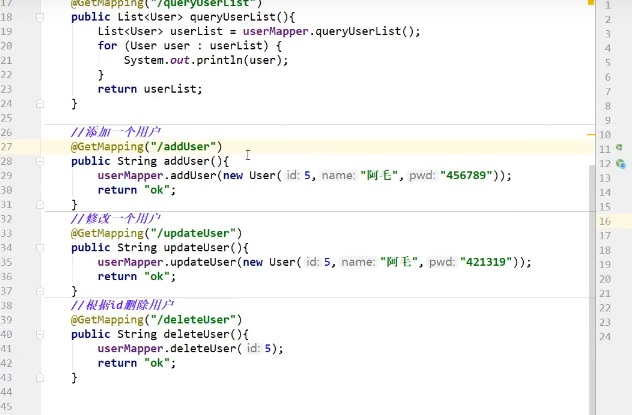 17 @GetMapping("/queryUserList")
18 public List<User> queryUserList(){
19 List<User> userList = userMapper.queryUserList();
20 for (User user : userList) {
21 System.out.println(user);
22 }
23 return userList;
24 }
25
26 //添加一个用户
27 @GetMapping("/addUser")
28 public String addUser(){
29 userMapper.addUser(new User( id: 5, name: "阿毛", pwd: "456789"));
30 return "ok";
31 }
32 //修改一个用户
33 @GetMapping("/updateUser")
34 public String updateUser(){
35 userMapper.updateUser(new User( id: 5, name: "阿毛", pwd: "421319"));
36 return "ok";
37 }
38 //根据id删除用户
39 @GetMapping("/deleteUser")
40 public String deleteUser(){
41 userMapper.deleteUser( id: 5);
42 return "ok";
43 }
44
45
1
2
3
4
5
6
7
8
9
10
11
12
13
14
15
16
17
18
19
20
21
22
23
24